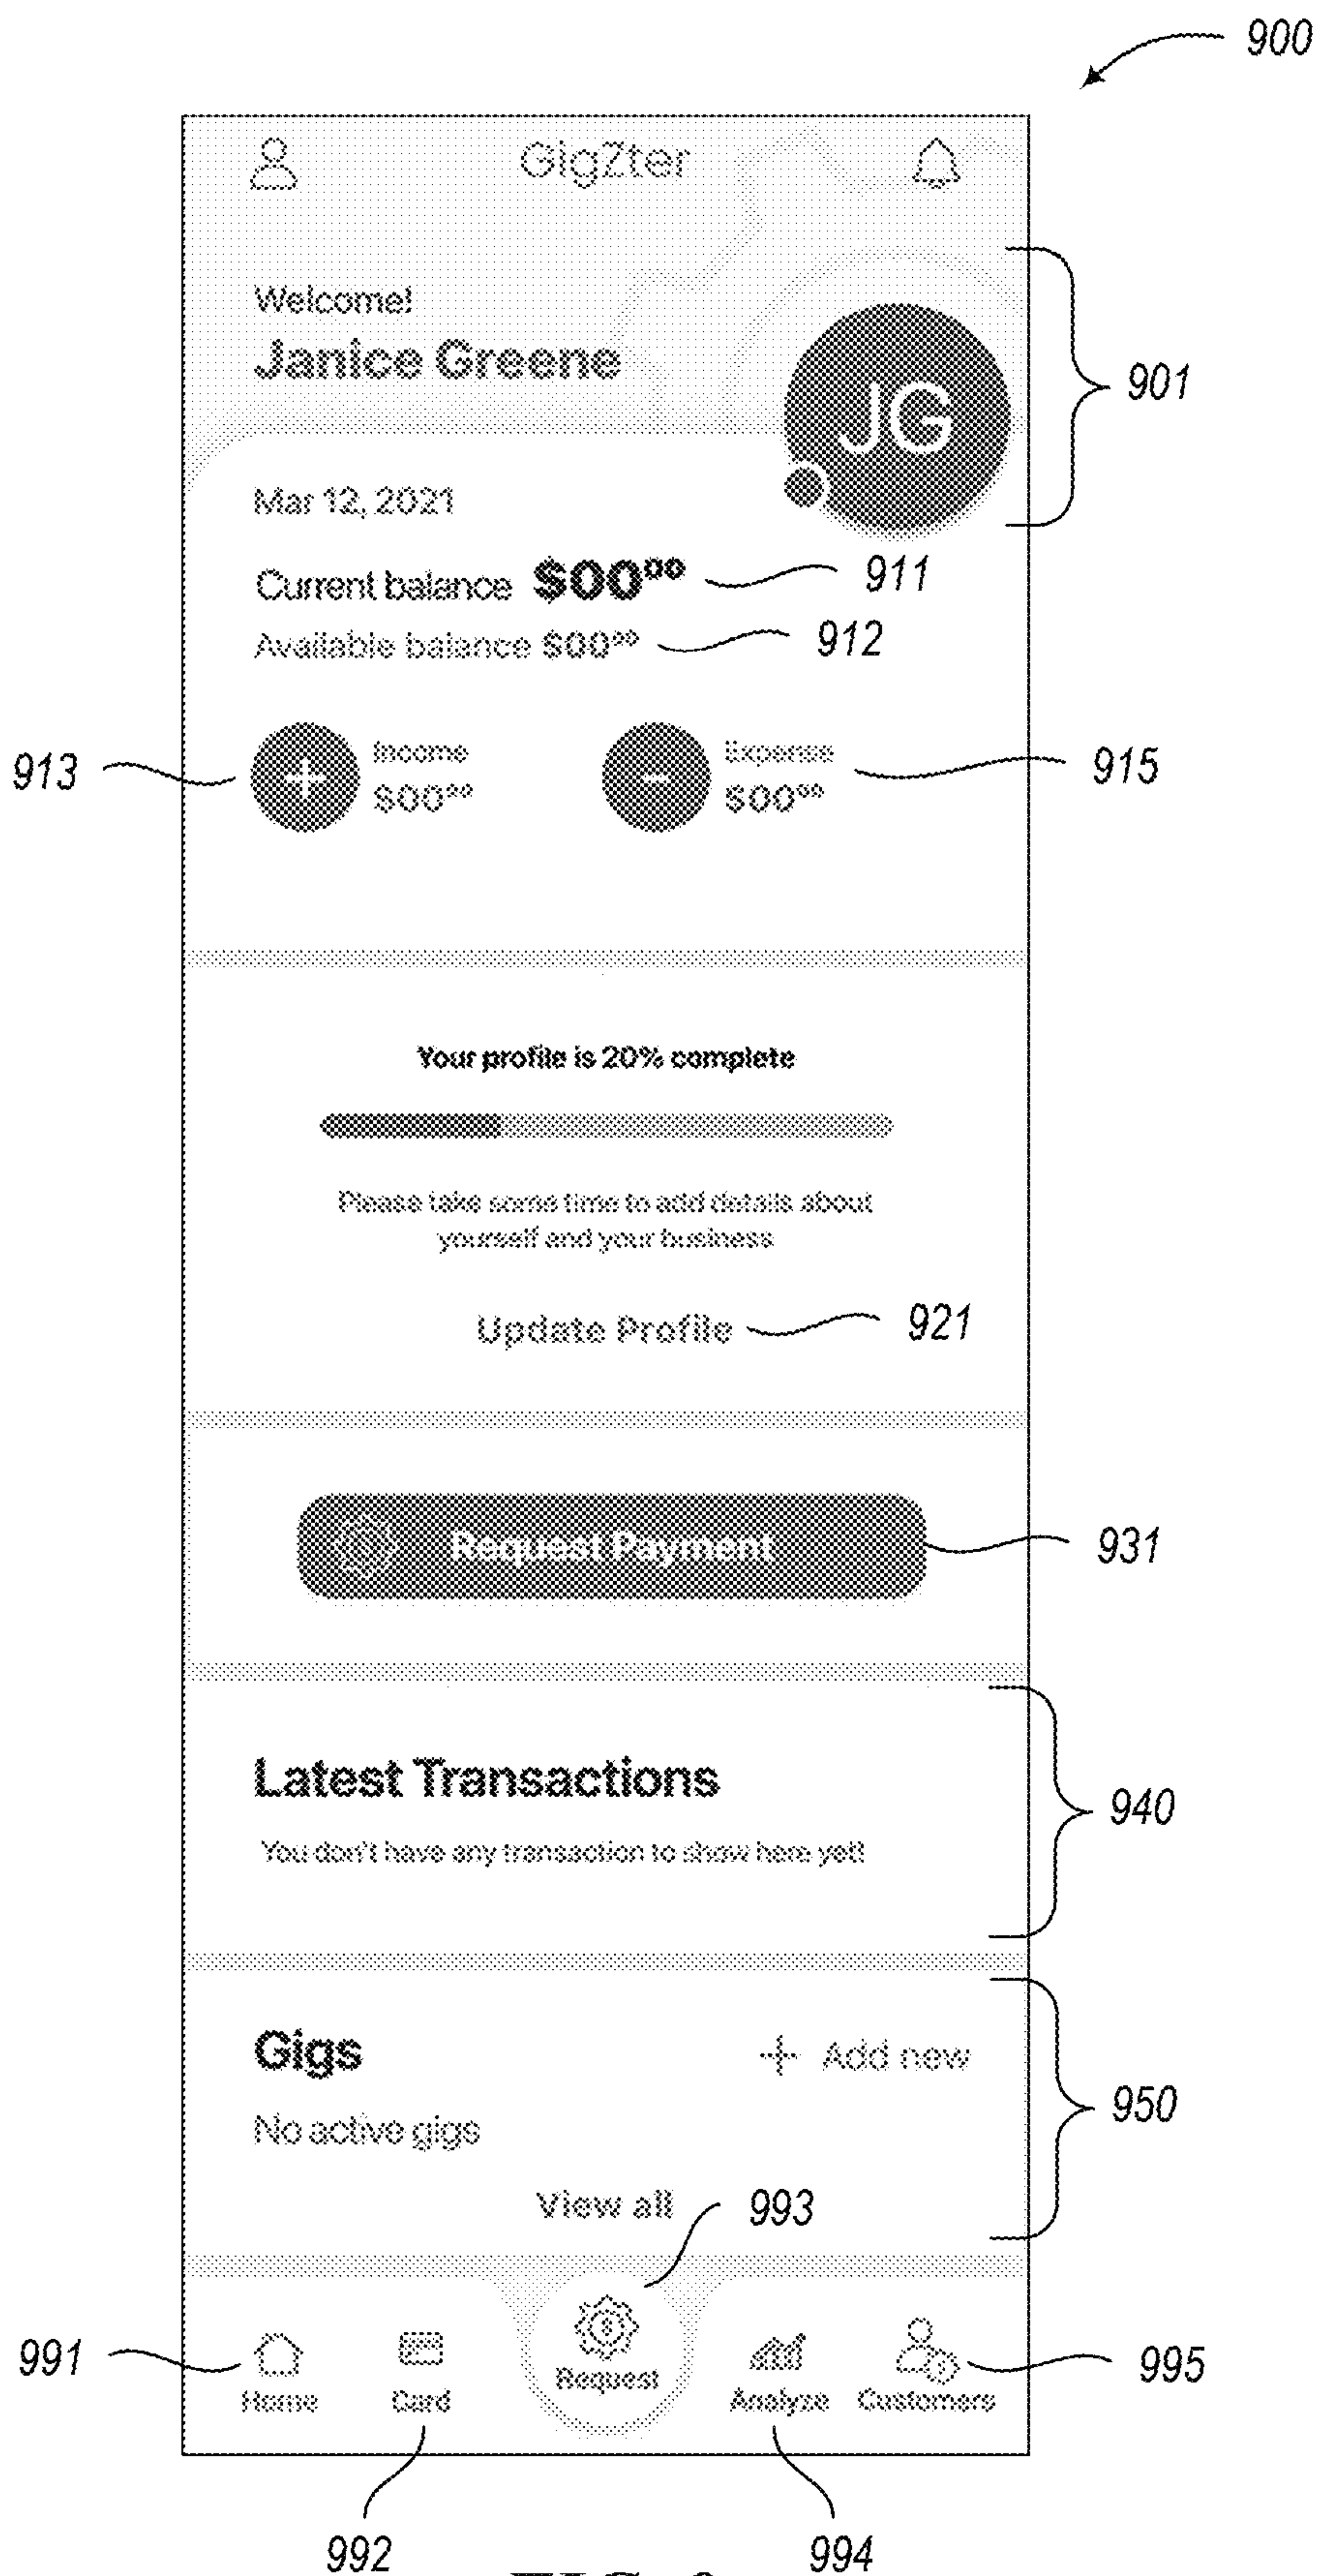 900
GigZter
Welcome!
Janice Greene
JG
901
Mar 12, 2021
Current balance $00⁰⁰ 911
Available balance $00⁰⁰ 912
913 + Income - Expense 915
$00⁰⁰ $00⁰⁰
Your profile is 20% complete
Please take some time to add details about
yourself and your business
Update Profile 921
Request Payment 931
Latest Transactions
940
You don't have any transaction to show here yet!
Gigs + Add new
950
No active gigs
View all 993
991 995
Request
Home Card Analyze Customers
992 994